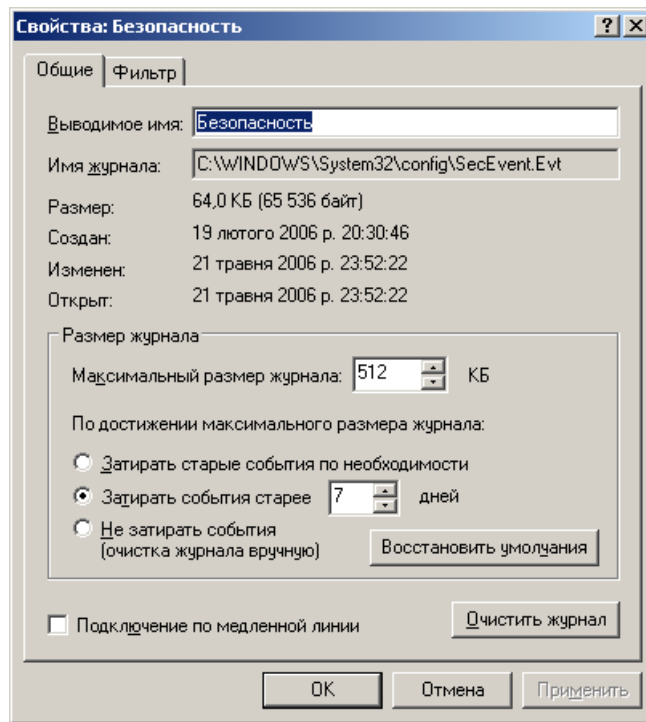 Свойства: Безопасность
Общие Фильтр
Выводимое имя: Безопасность
Имя журнала: C:\WINDOWS\System32\config\SecEvent.Evt
Размер: 64,0 КБ (65 536 байт)
Создан: 19 лютого 2006 р. 20:30:46
Изменен: 21 травня 2006 р. 23:52:22
Открыт: 21 травня 2006 р. 23:52:22
Размер журнала
Максимальный размер журнала: 512 КБ
По достижении максимального размера журнала:
Затирать старые события по необходимости
Затирать события старее 7 дней
Не затирать события
(очистка журнала вручную) Восстановить умолчания
Подключение по медленной линии Очистить журнал
OK Отмена Применить